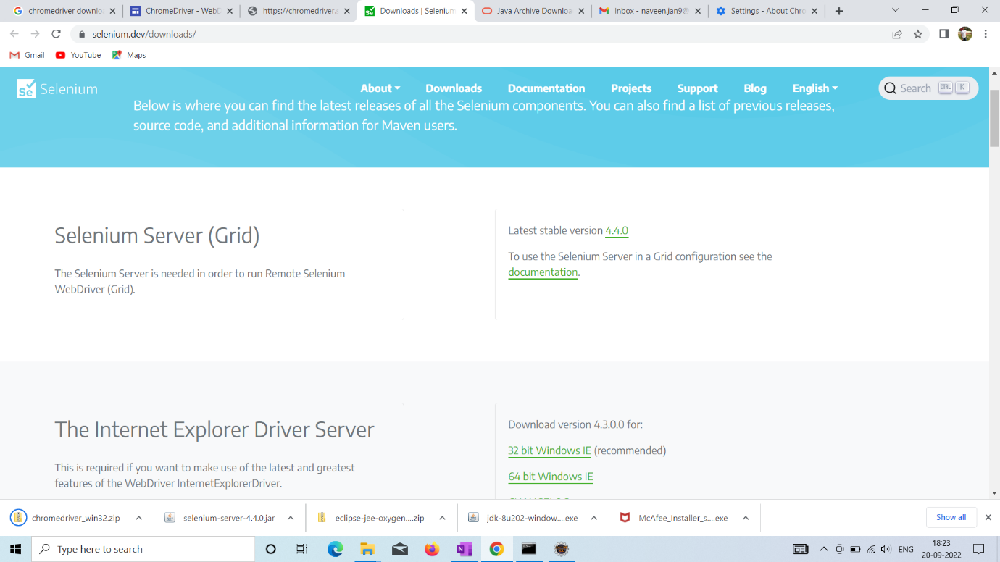 chromedriver downlo
ChromeDriver - WebD
https://chromedriver.s
Downloads | Selenium
Java Archive Downloa
Inbox - naveen.jan9@
Settings - About Chro
selenium.dev/downloads/
Gmail
YouTube
Maps
Se Selenium
About
Downloads
Documentation
Projects
Support
Blog
English
Search CTRL K
Below is where you can find the latest releases of all the Selenium components. You can also find a list of previous releases,
source code, and additional information for Maven users.
Selenium Server (Grid)
The Selenium Server is needed in order to run Remote Selenium
WebDriver (Grid).
Latest stable version 4.4.0
To use the Selenium Server in a Grid configuration see the
documentation.
The Internet Explorer Driver Server
This is required if you want to make use of the latest and greatest
features of the WebDriver InternetExplorerDriver.
Download version 4.3.0.0 for:
32 bit Windows IE (recommended)
64 bit Windows IE
chromedriver_win32.zip
selenium-server-4.4.0.jar
eclipse-jee-oxygen....zip
jdk-8u202-window....exe
McAfee_Installer_s....exe
Show all
Type here to search
ENG
18:23
20-09-2022